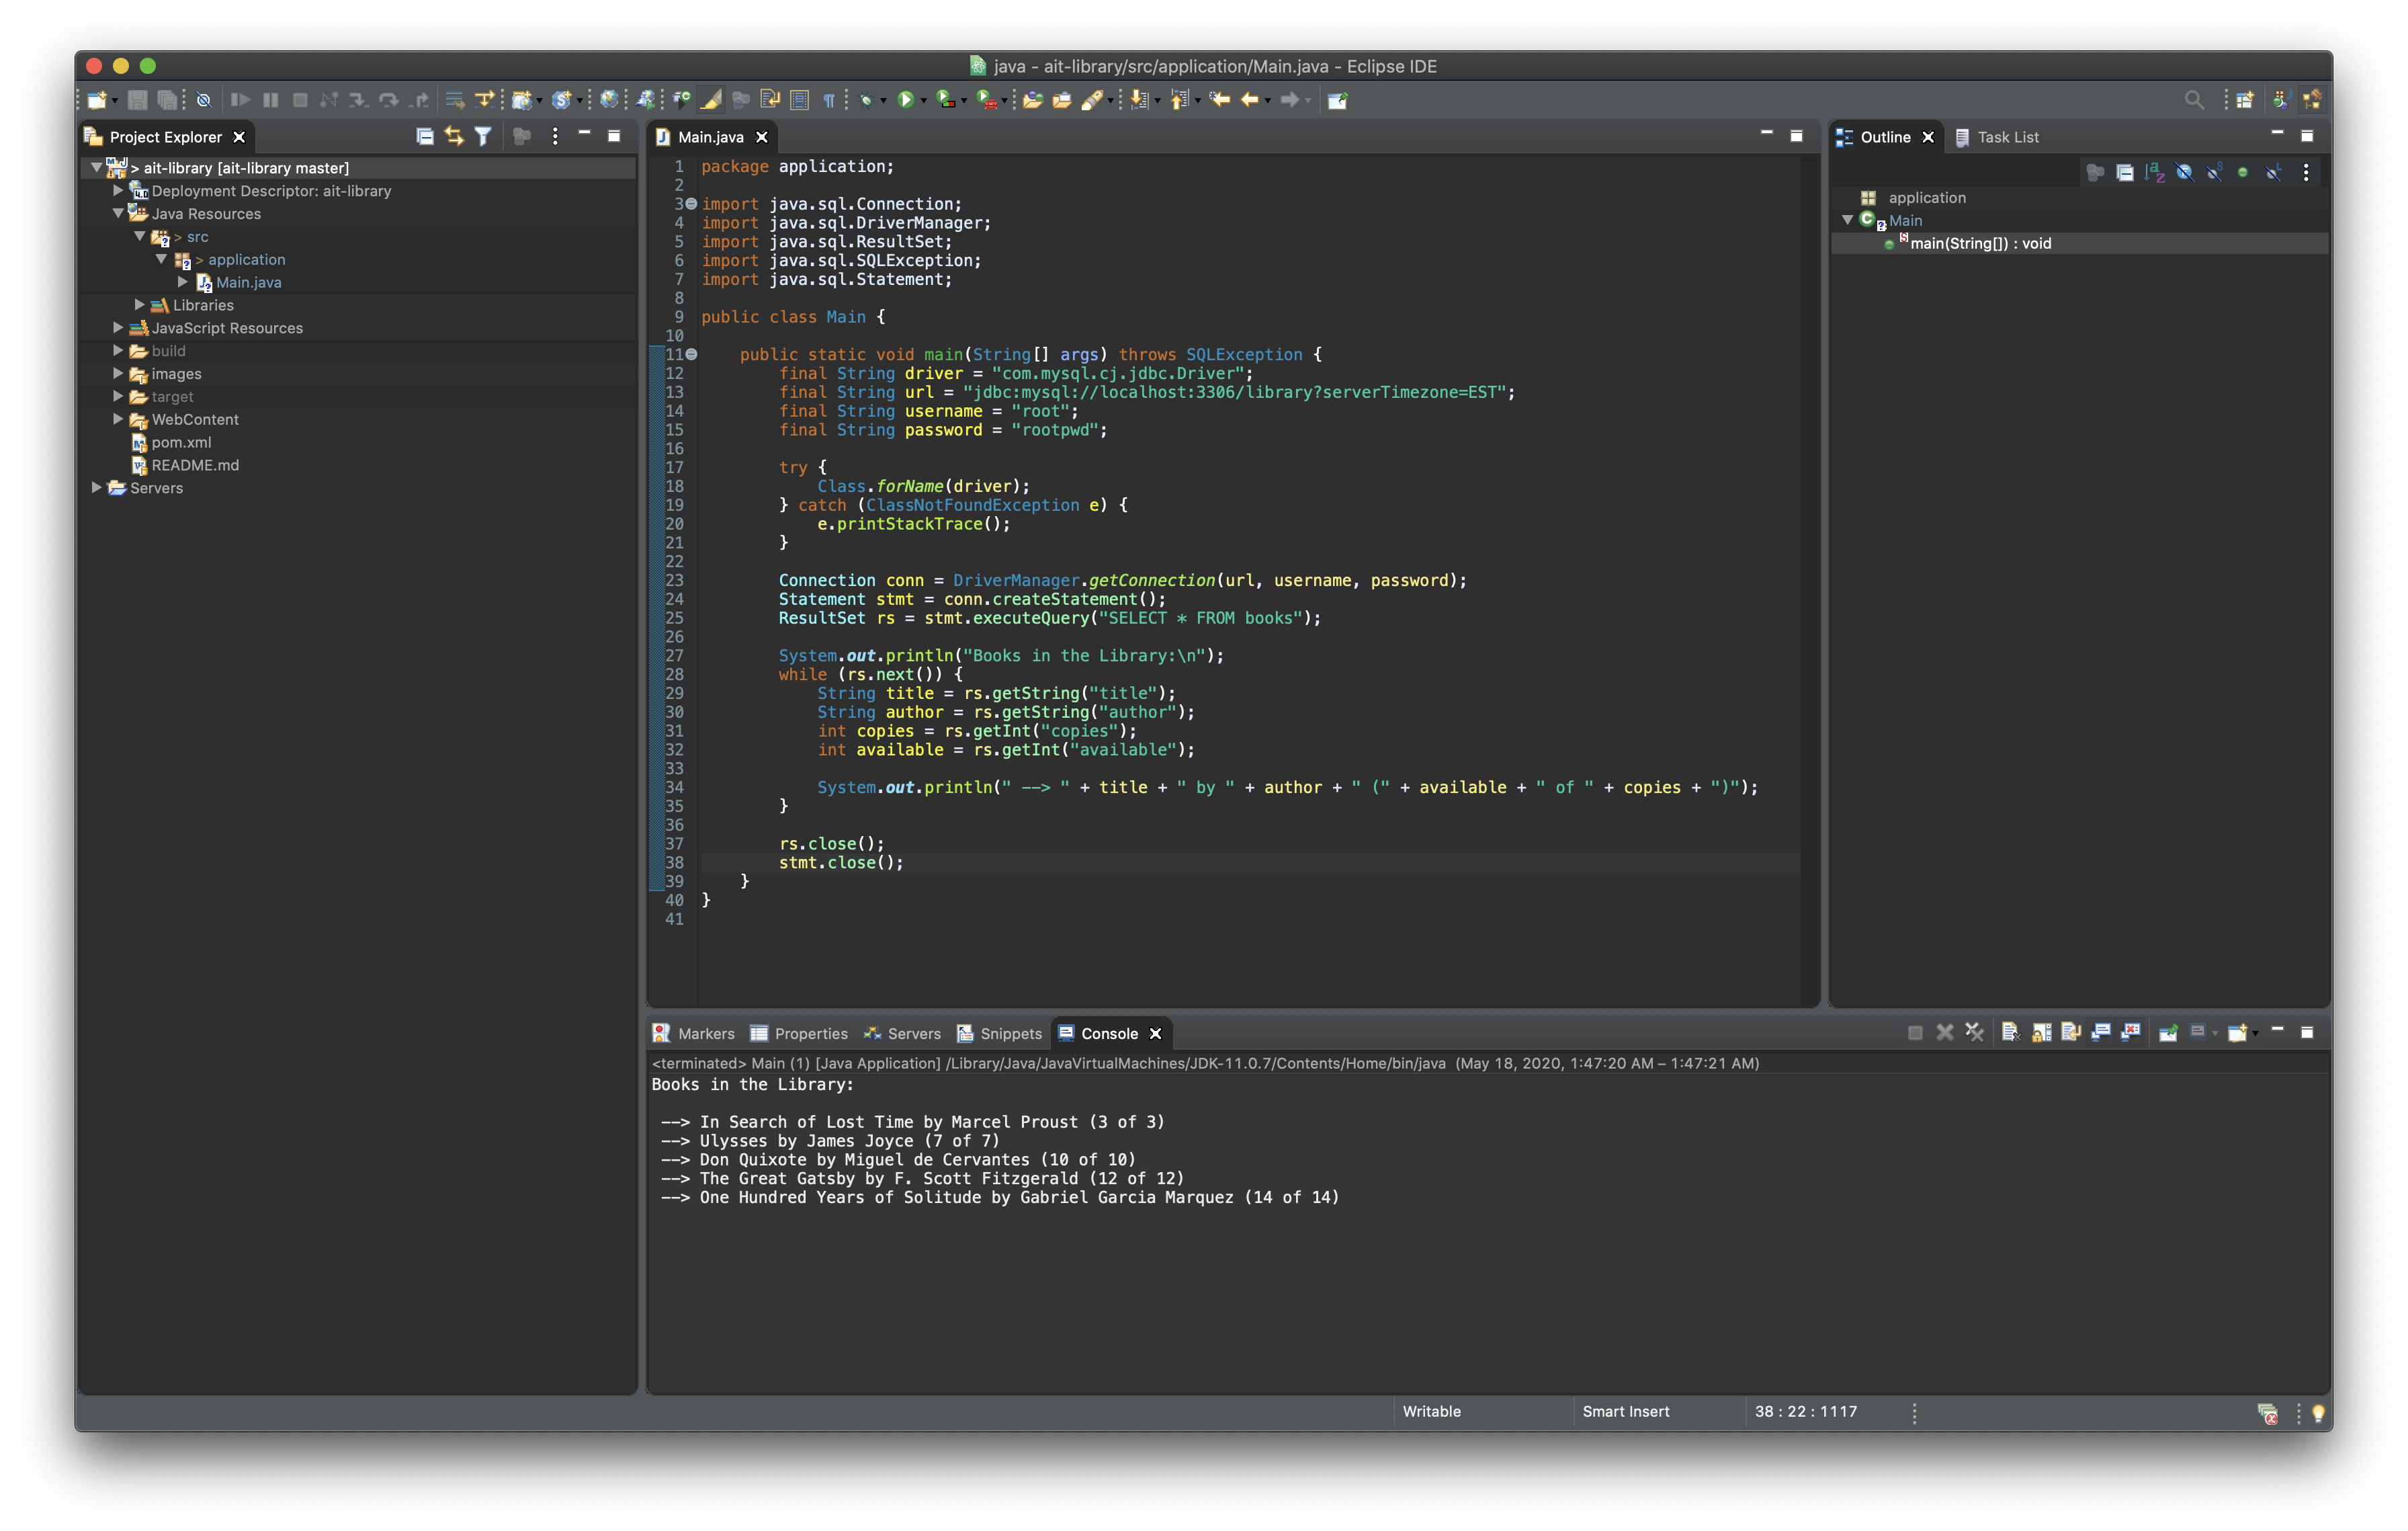 java - ait-library/src/application/Main.java - Eclipse IDE
Project Explorer
> ait-library [ait-library master]
Deployment Descriptor: ait-library
Java Resources
> src
> application
Main.java
Libraries
JavaScript Resources
build
images
target
WebContent
pom.xml
README.md
Servers
Main.java
1 package application;
2
3 import java.sql.Connection;
4 import java.sql.DriverManager;
5 import java.sql.ResultSet;
6 import java.sql.SQLException;
7 import java.sql.Statement;
8
9 public class Main {
10
11     public static void main(String[] args) throws SQLException {
12         final String driver = "com.mysql.cj.jdbc.Driver";
13         final String url = "jdbc:mysql://localhost:3306/library?serverTimezone=EST";
14         final String username = "root";
15         final String password = "rootpwd";
16
17         try {
18             Class.forName(driver);
19         } catch (ClassNotFoundException e) {
20             e.printStackTrace();
21         }
22
23         Connection conn = DriverManager.getConnection(url, username, password);
24         Statement stmt = conn.createStatement();
25         ResultSet rs = stmt.executeQuery("SELECT * FROM books");
26
27         System.out.println("Books in the Library:\n");
28         while (rs.next()) {
29             String title = rs.getString("title");
30             String author = rs.getString("author");
31             int copies = rs.getInt("copies");
32             int available = rs.getInt("available");
33
34             System.out.println(" --> " + title + " by " + author + " (" + available + " of " + copies + ")");
35         }
36
37         rs.close();
38         stmt.close();
39     }
40 }
41
Outline
Task List
application
Main
main(String[]) : void
Markers
Properties
Servers
Snippets
Console
<terminated> Main (1) [Java Application] /Library/Java/JavaVirtualMachines/JDK-11.0.7/Contents/Home/bin/java (May 18, 2020, 1:47:20 AM – 1:47:21 AM)
Books in the Library:
--> In Search of Lost Time by Marcel Proust (3 of 3)
--> Ulysses by James Joyce (7 of 7)
--> Don Quixote by Miguel de Cervantes (10 of 10)
--> The Great Gatsby by F. Scott Fitzgerald (12 of 12)
--> One Hundred Years of Solitude by Gabriel Garcia Marquez (14 of 14)
Writable
Smart Insert
38 : 22 : 1117